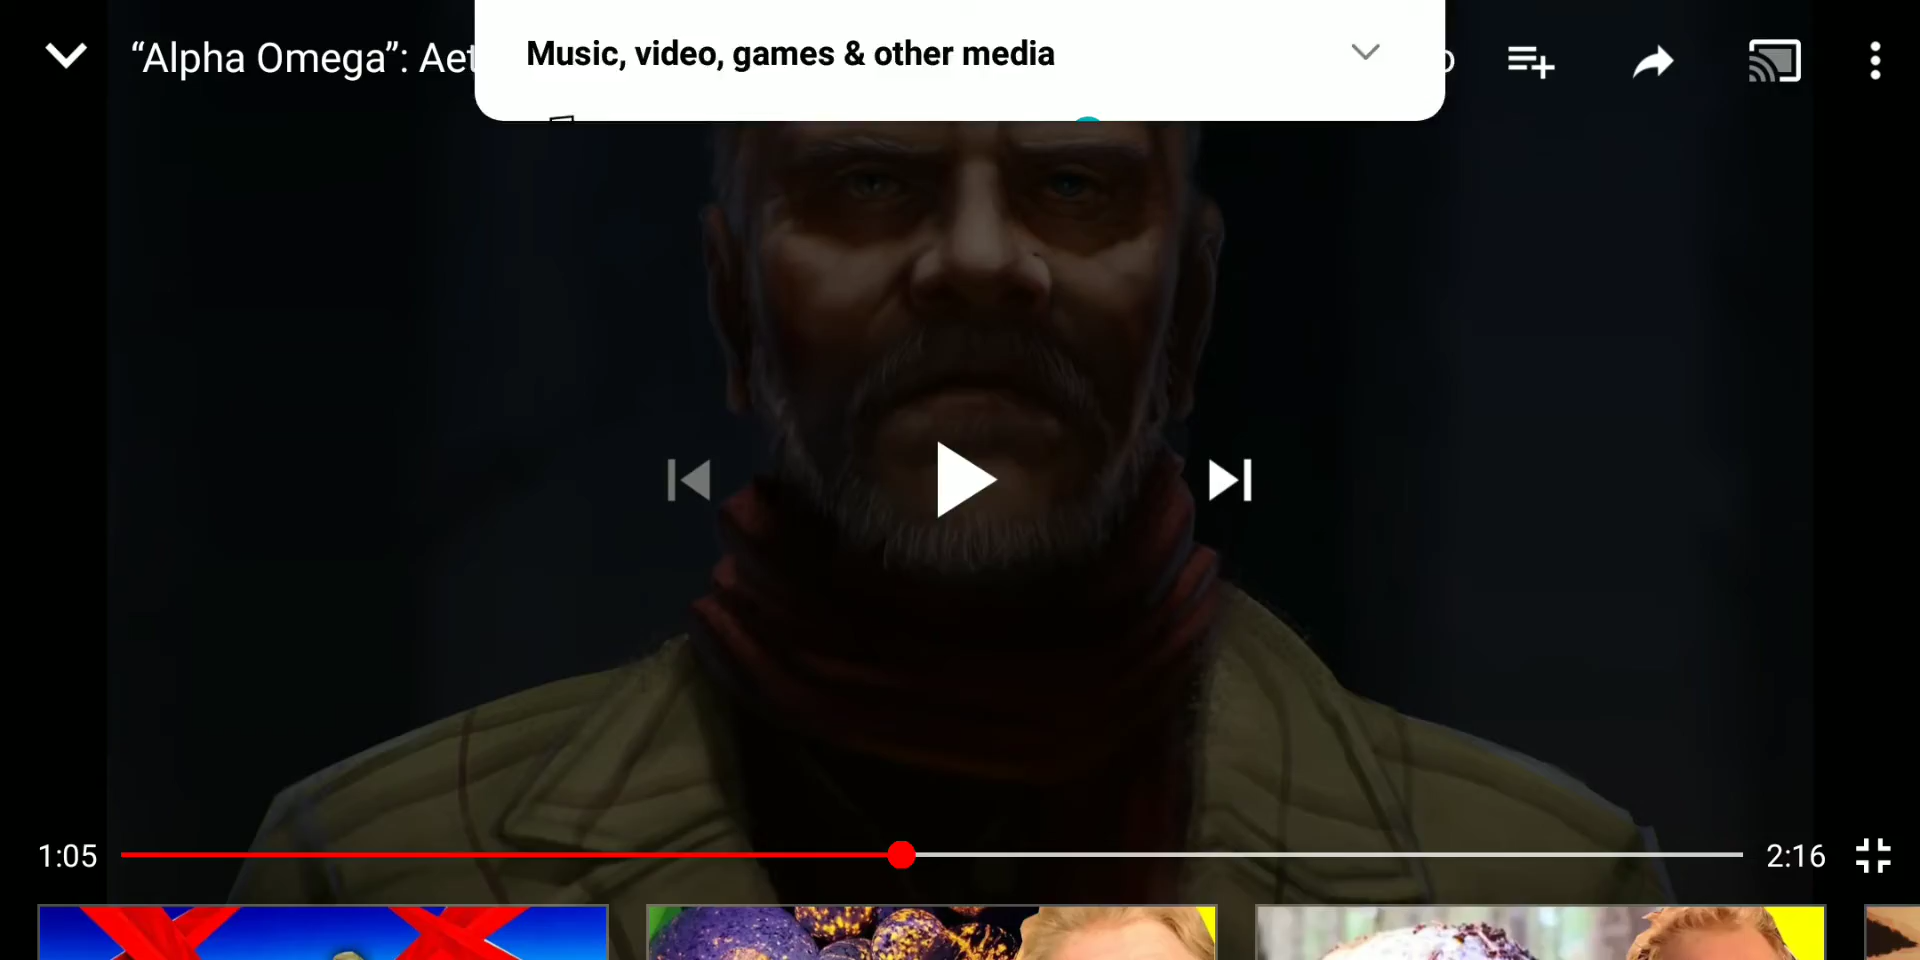 “Alpha Omega”: Aet
Music, video, games & other media
1:05
2:16